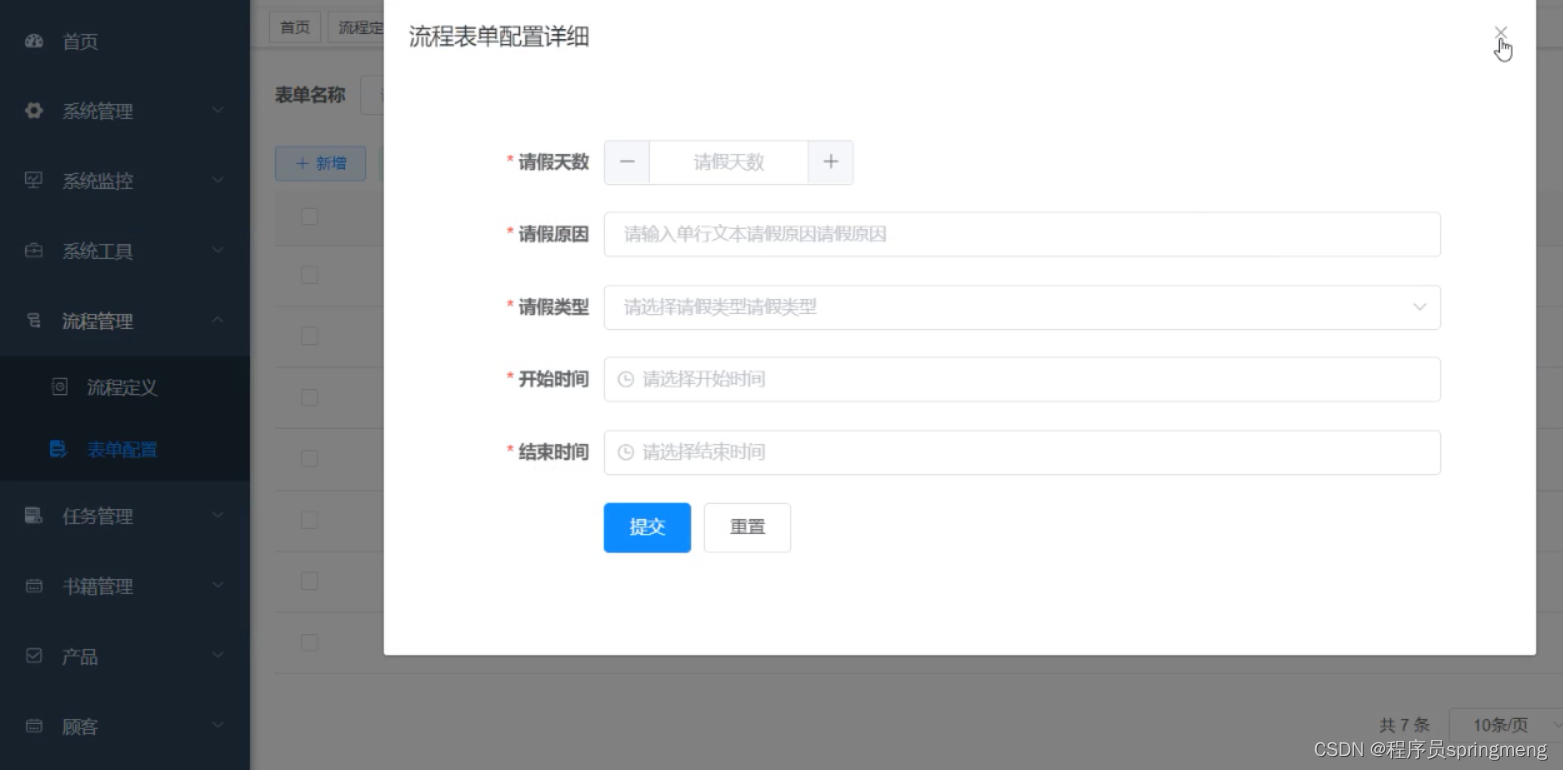 首页
系统管理
系统监控
系统工具
流程管理
流程定义
表单配置
任务管理
书籍管理
产品
顾客
首页
流程定
表单名称
+ 新增
流程表单配置详细
×
* 请假天数
− 请假天数 +
* 请假原因
请输入单行文本请假原因请假原因
* 请假类型
请选择请假类型请假类型
* 开始时间
请选择开始时间
* 结束时间
请选择结束时间
提交
重置
共 7 条
10条/页
CSDN @程序员springmeng